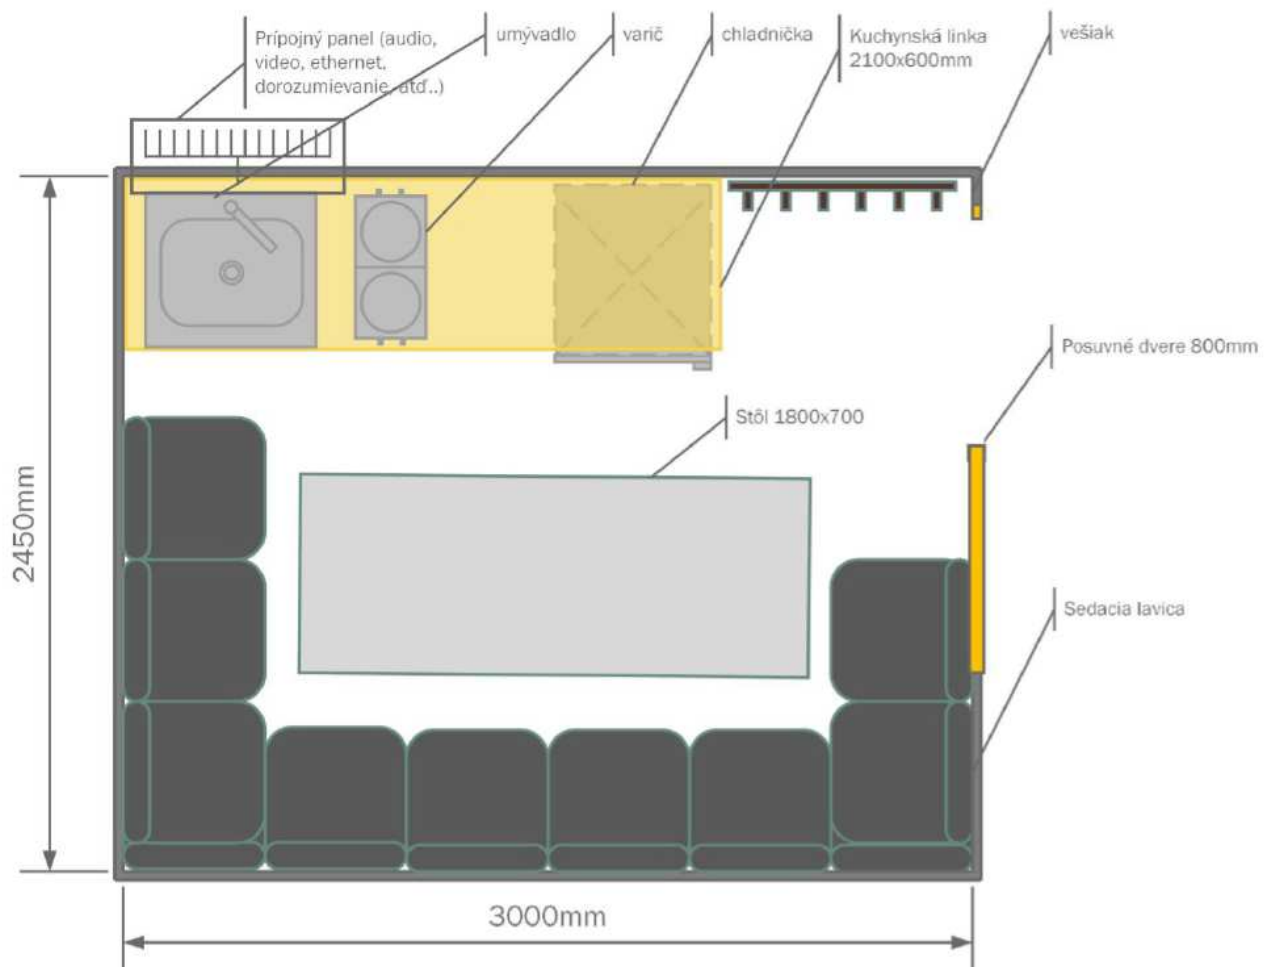 Prípojný panel (audio,
video, ethernet,
dorozumievanie, atď..)
umývadlo
varič
chladnička
Kuchynská linka
2100x600mm
vešiak
Posuvné dvere 800mm
Stôl 1800x700
2450mm
Sedacia lavica
3000mm